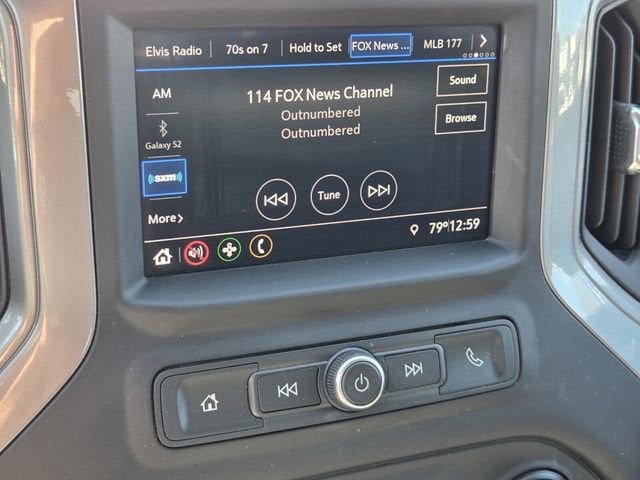 Elvis Radio 70s on 7 Hold to Set FOX News ... MLB 177
AM
114 FOX News Channel
Sound
Outnumbered
Outnumbered
Browse
Galaxy S2
((sxm))
Tune
More
79° 12:59